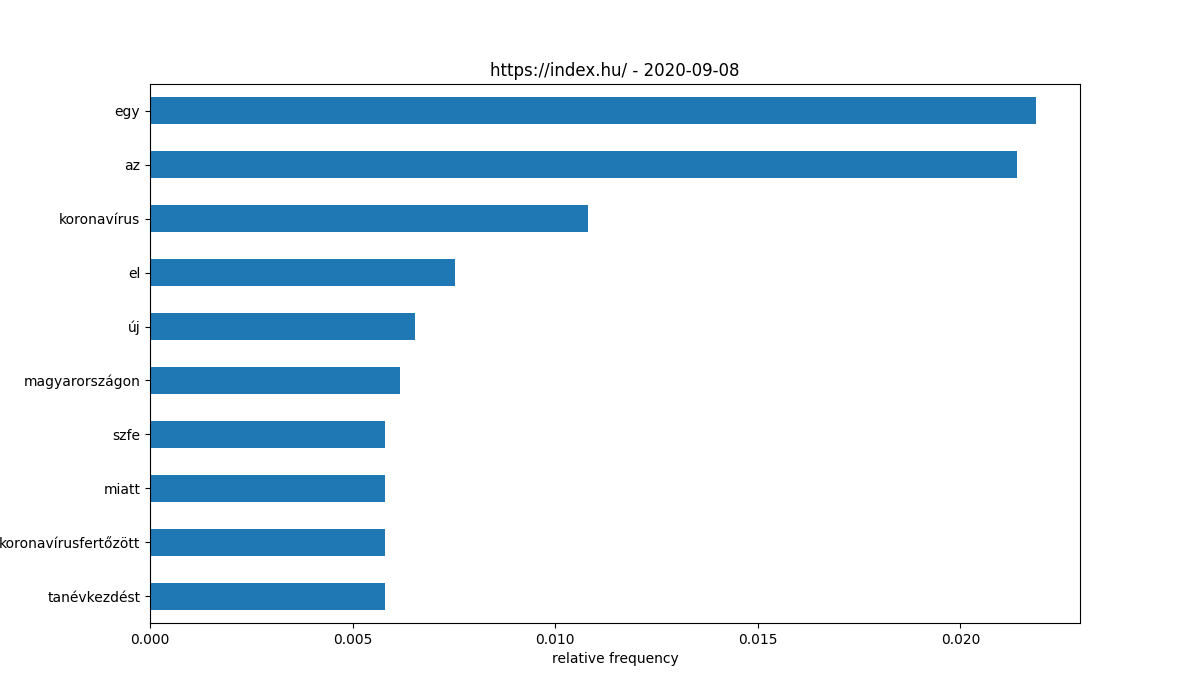 https://index.hu/ - 2020-09-08
egy
az
koronavírus
el
új
magyarországon
szfe
miatt
koronavírusfertőzött
tanévkezdést
0.000 0.005 0.010 0.015 0.020
relative frequency